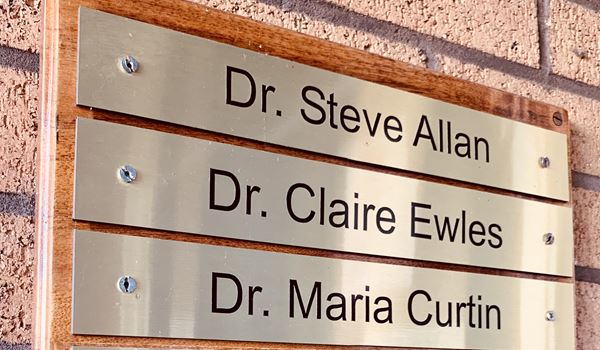 Dr. Steve Allan
Dr. Claire Ewles
Dr. Maria Curtin